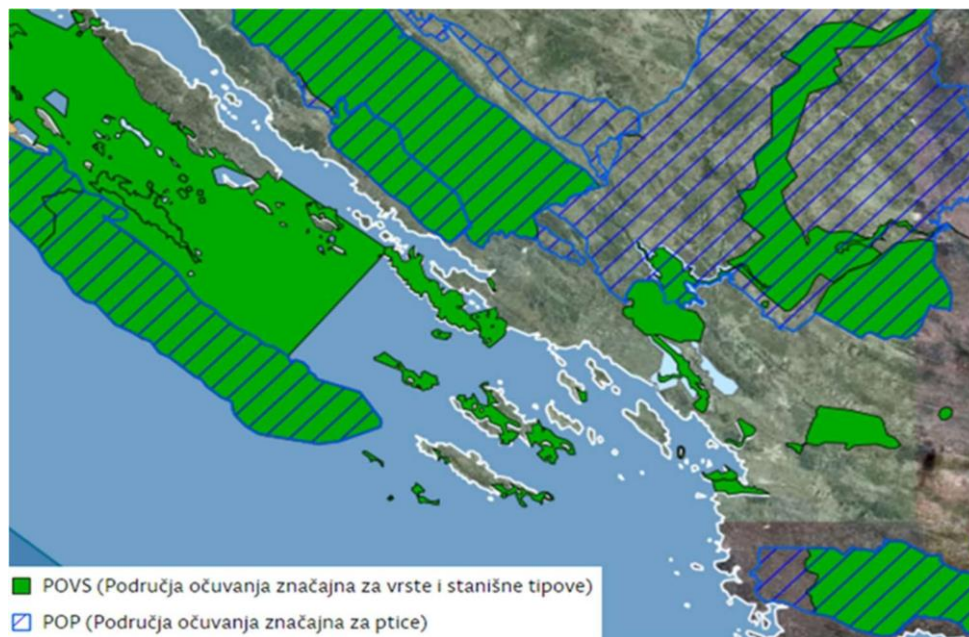 POVS (Područja očuvanja značajna za vrste i stanišne tipove)
POP (Područja očuvanja značajna za ptice)